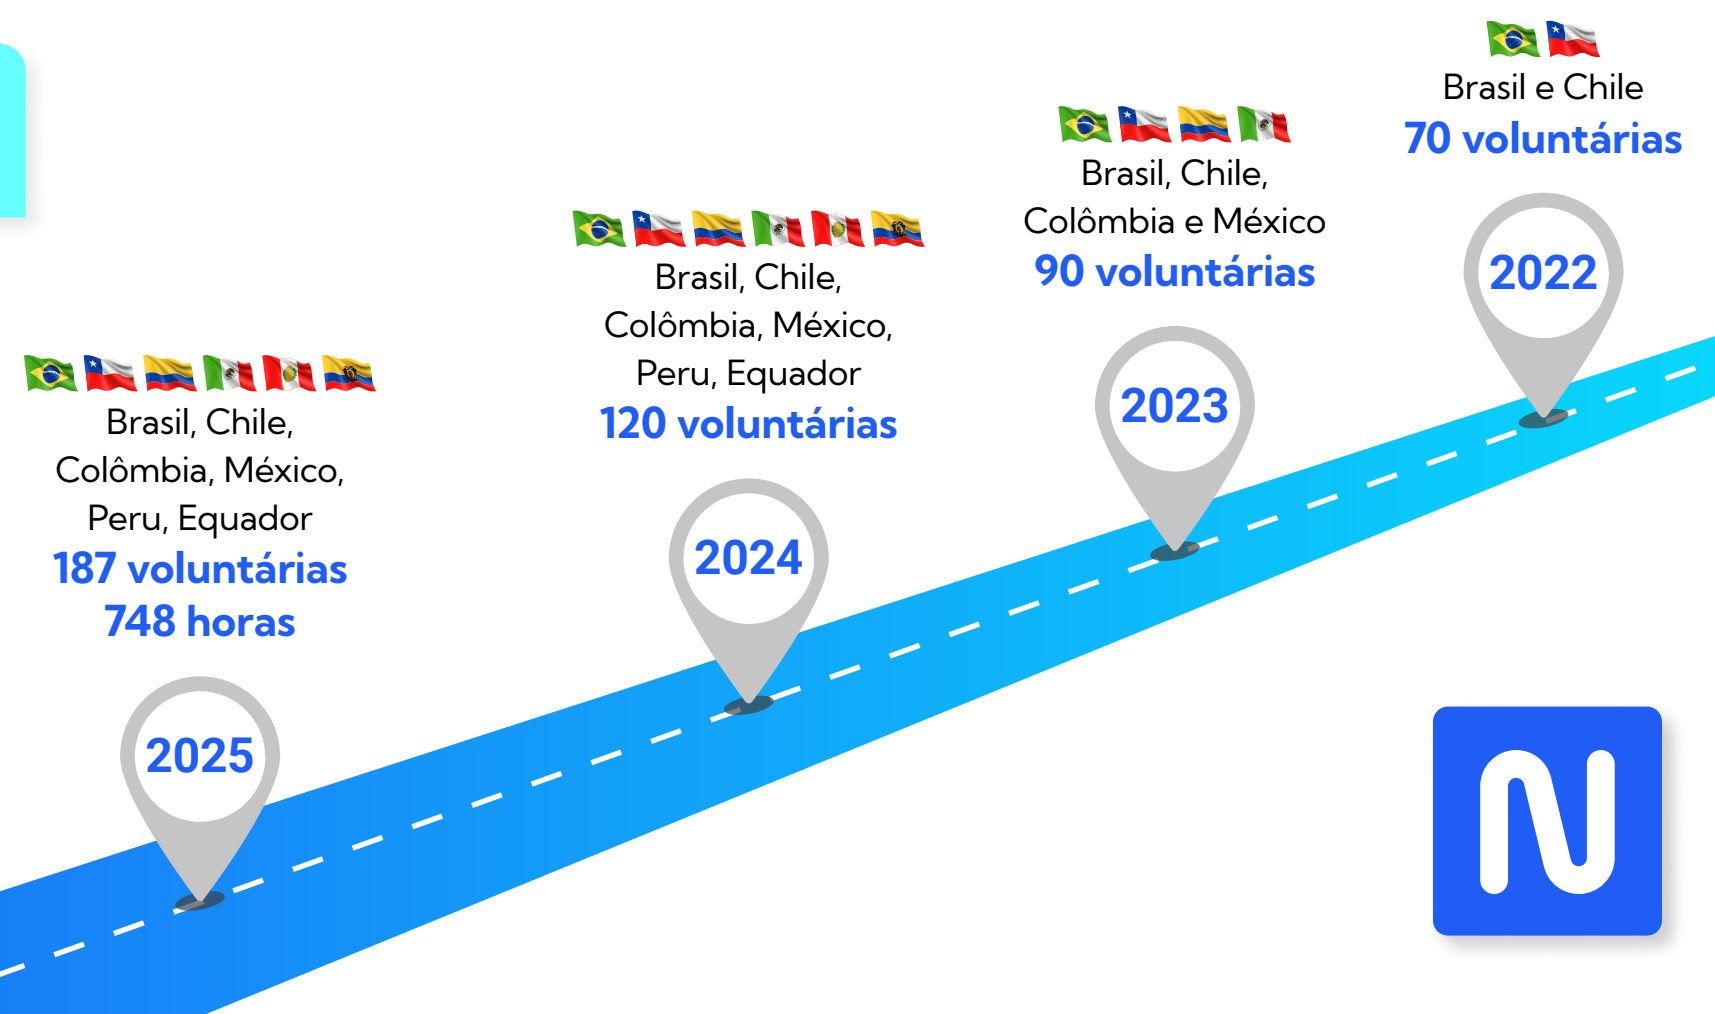 Brasil, Chile,
Colômbia, México,
Peru, Equador
187 voluntárias
748 horas
2025
Brasil, Chile,
Colômbia, México,
Peru, Equador
120 voluntárias
2024
Brasil, Chile,
Colômbia e México
90 voluntárias
2023
Brasil e Chile
70 voluntárias
2022
N